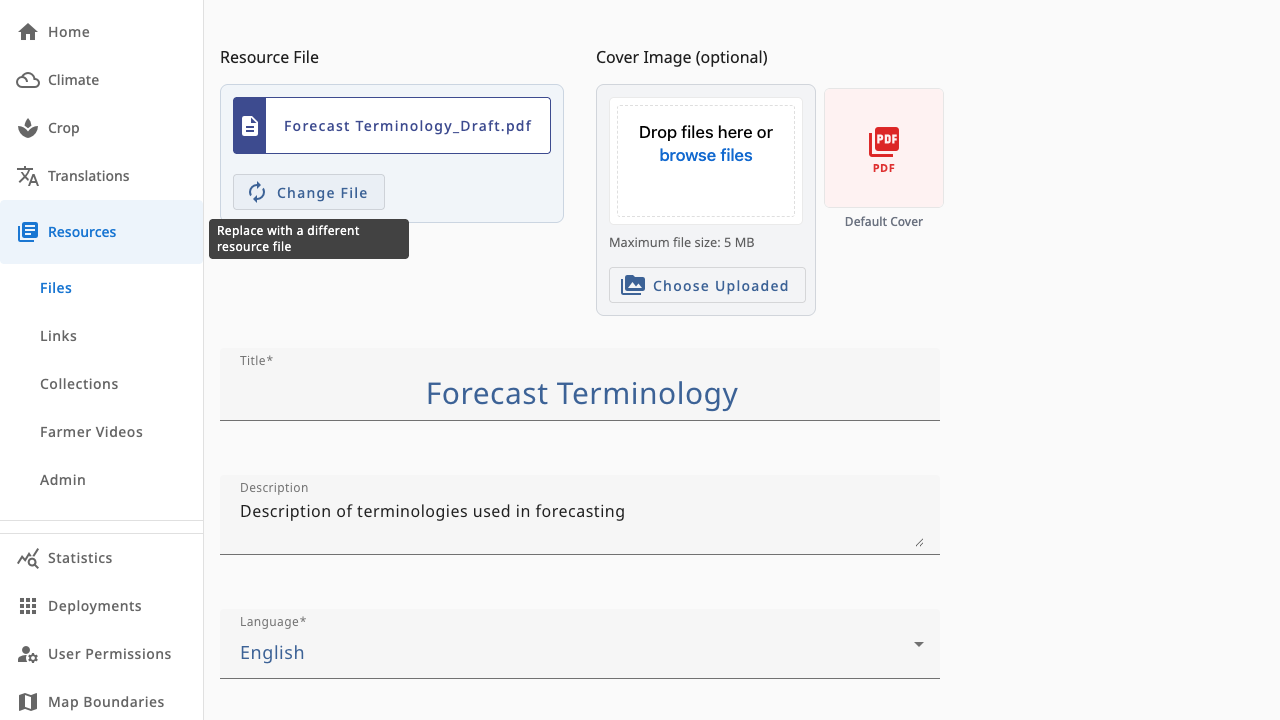 Home
Climate
Crop
Translations
Resources
Files
Links
Collections
Farmer Videos
Admin
Statistics
Deployments
User Permissions
Map Boundaries
Resource File
Forecast Terminology_Draft.pdf
Change File
Replace with a different
resource file
Cover Image (optional)
Drop files here or
browse files
Maximum file size: 5 MB
Choose Uploaded
PDF
PDF
Default Cover
Title*
Forecast Terminology
Description
Description of terminologies used in forecasting
Language*
English